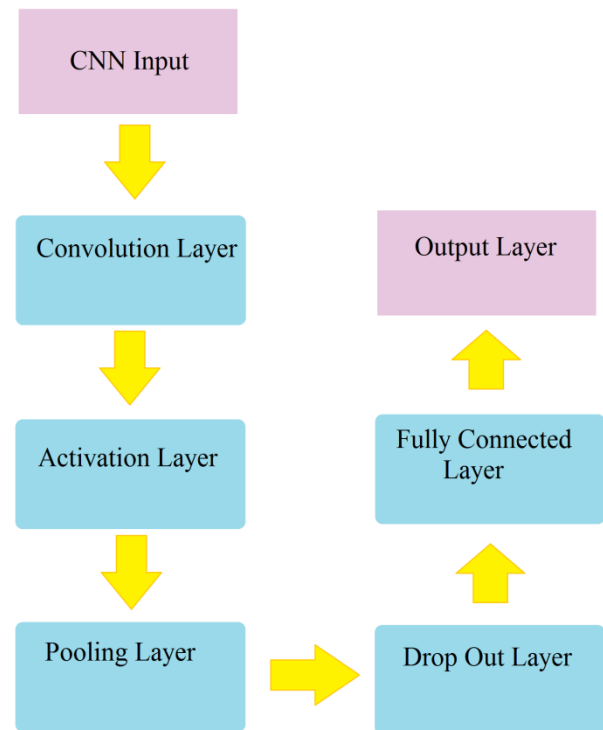 CNN Input
Convolution Layer
Activation Layer
Pooling Layer
Drop Out Layer
Fully Connected
Layer
Output Layer